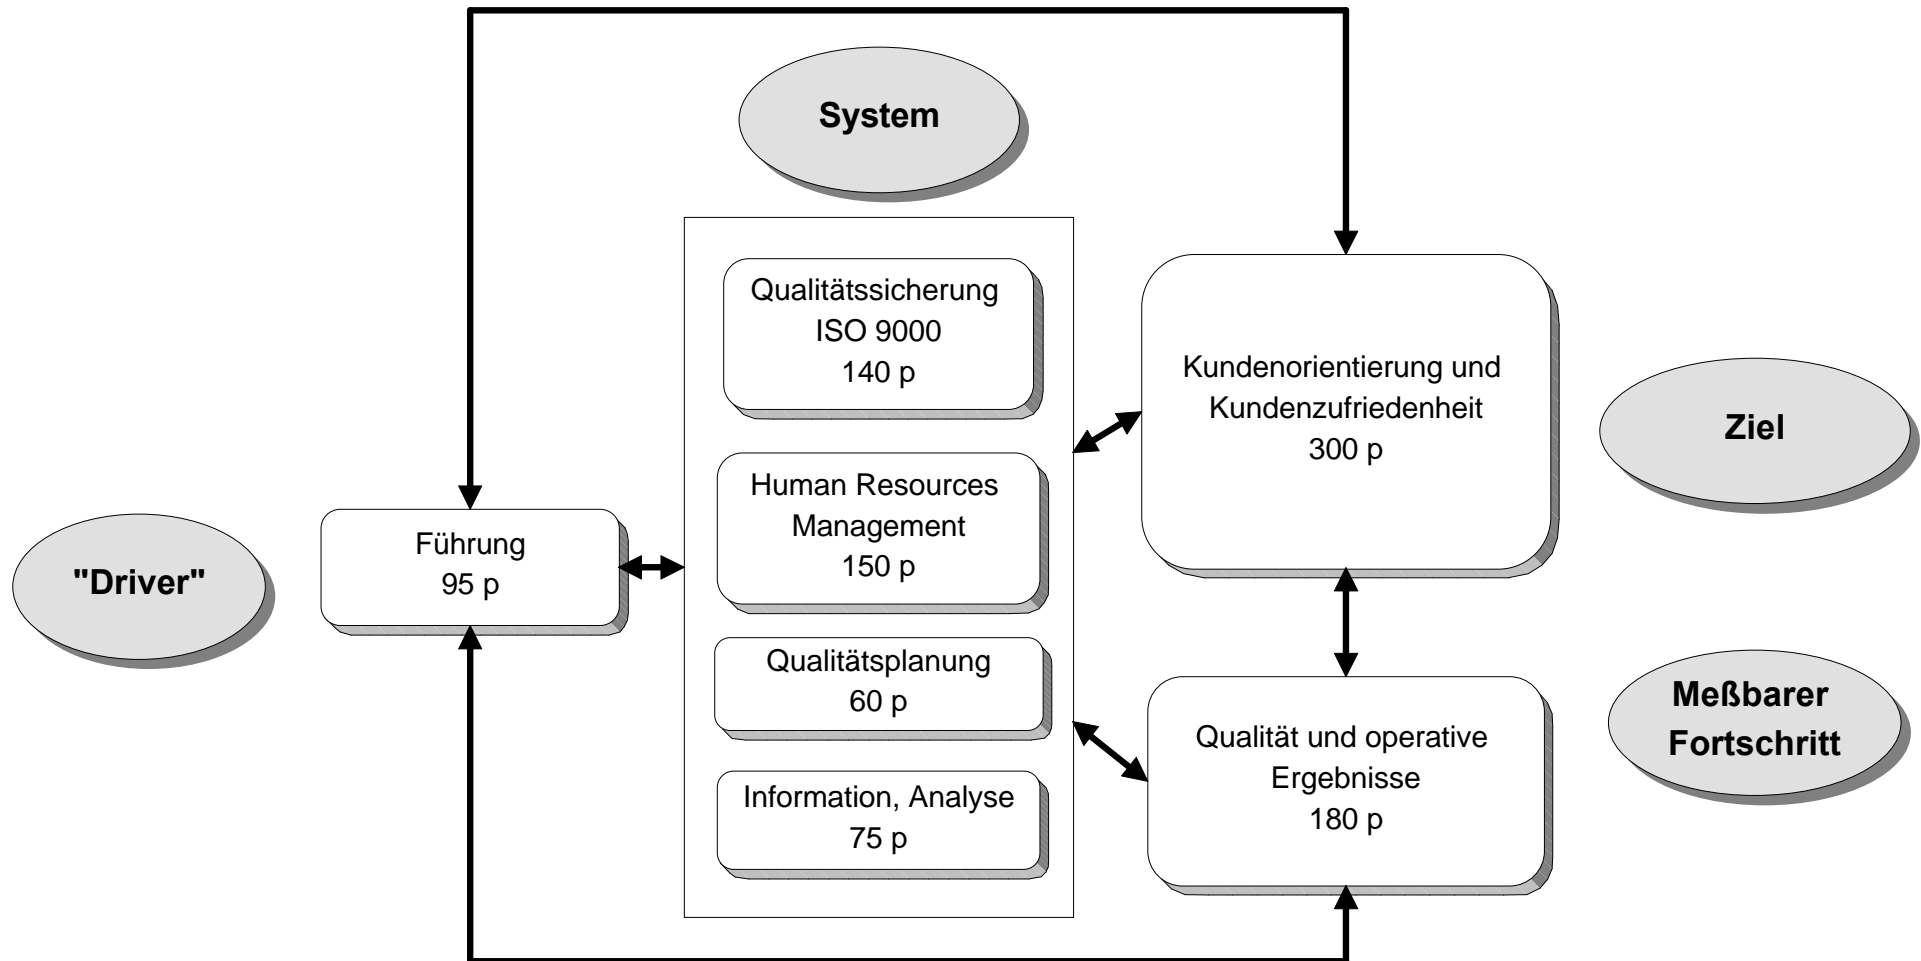 System
Qualitätssicherung
ISO 9000
140 p
Kundenorientierung und
Kundenzufriedenheit
300 p
Ziel
Human Resources
Management
150 p
Führung
95 p
"Driver"
Qualitätsplanung
60 p
Meßbarer
Fortschritt
Qualität und operative
Ergebnisse
180 p
Information, Analyse
75 p